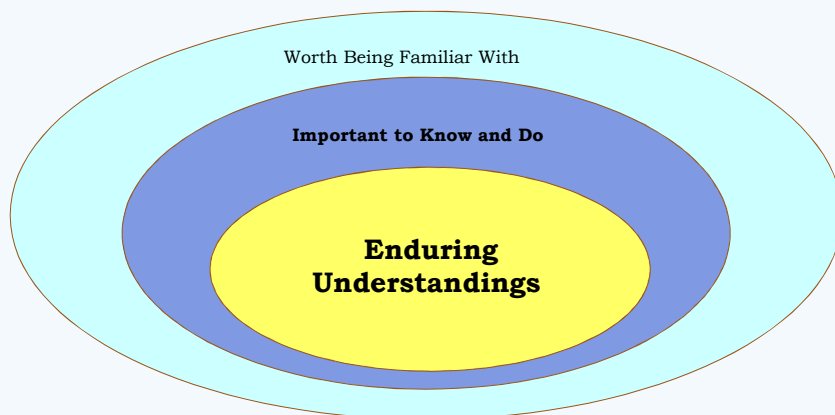 Worth Being Familiar With
Important to Know and Do
Enduring
Understandings